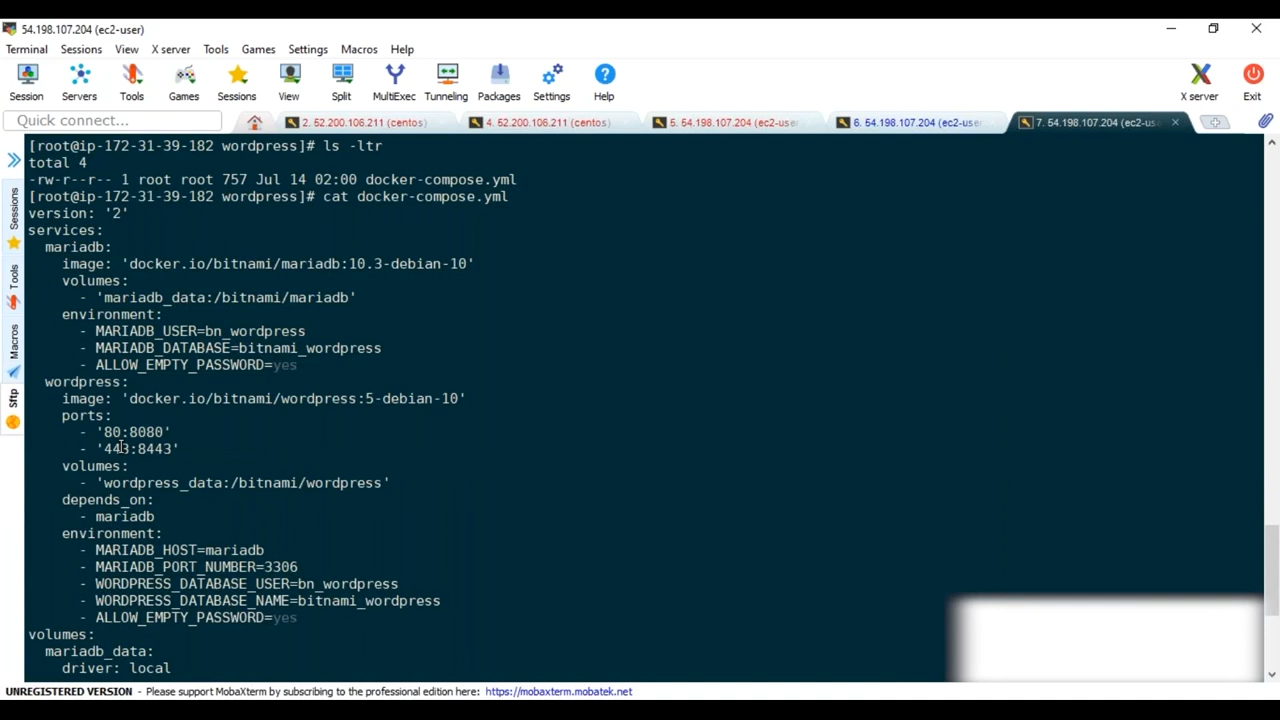 54.198.107.204 (ec2-user)
Terminal Sessions View X server Tools Games Settings Macros Help
Session Servers Tools Games Sessions View Split MultiExec Tunneling Packages Settings Help X server Exit
Quick connect...
2. 52.200.106.211 (centos)
4. 52.200.106.211 (centos)
5. 54.198.107.204 (ec2-use
6. 54.198.107.204 (ec2-use
7. 54.198.107.204 (ec2-us
Sessions
Tools
Macros
Sftp
[root@ip-172-31-39-182 wordpress]# ls -ltr
total 4
-rw-r--r-- 1 root root 757 Jul 14 02:00 docker-compose.yml
[root@ip-172-31-39-182 wordpress]# cat docker-compose.yml
version: '2'
services:
  mariadb:
    image: 'docker.io/bitnami/mariadb:10.3-debian-10'
    volumes:
      - 'mariadb_data:/bitnami/mariadb'
    environment:
      - MARIADB_USER=bn_wordpress
      - MARIADB_DATABASE=bitnami_wordpress
      - ALLOW_EMPTY_PASSWORD=yes
  wordpress:
    image: 'docker.io/bitnami/wordpress:5-debian-10'
    ports:
      - '80:8080'
      - '443:8443'
    volumes:
      - 'wordpress_data:/bitnami/wordpress'
    depends_on:
      - mariadb
    environment:
      - MARIADB_HOST=mariadb
      - MARIADB_PORT_NUMBER=3306
      - WORDPRESS_DATABASE_USER=bn_wordpress
      - WORDPRESS_DATABASE_NAME=bitnami_wordpress
      - ALLOW_EMPTY_PASSWORD=yes
volumes:
  mariadb_data:
    driver: local
UNREGISTERED VERSION - Please support MobaXterm by subscribing to the professional edition here: https://mobaxterm.mobatek.net